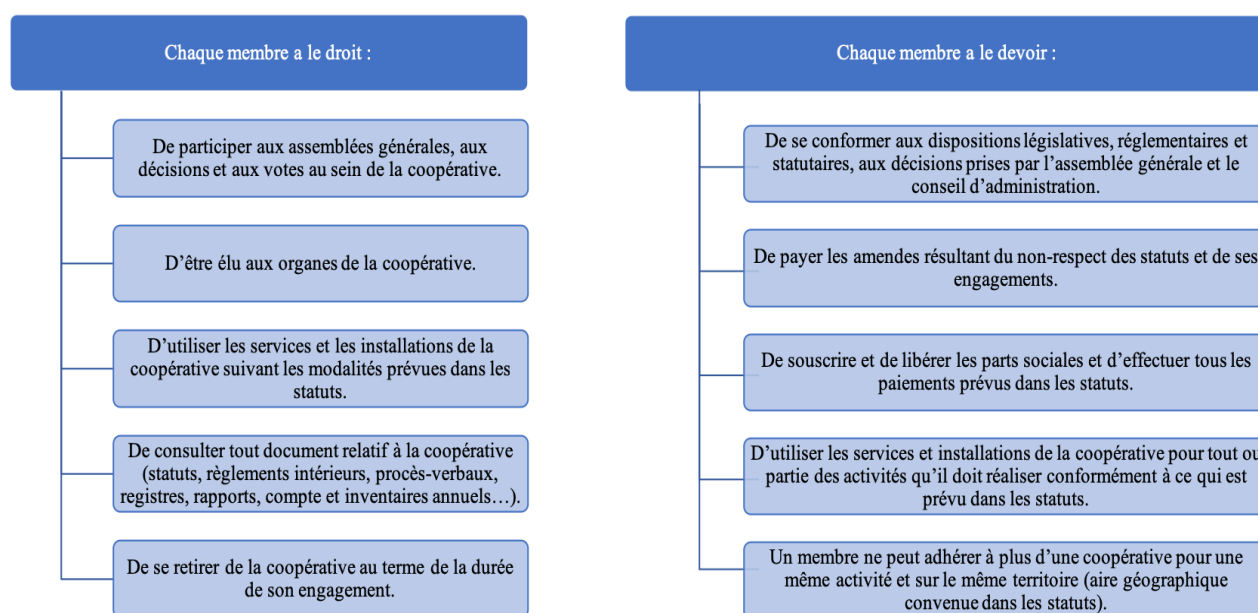 Chaque membre a le droit :
De participer aux assemblées générales, aux
décisions et aux votes au sein de la coopérative.
D'être élu aux organes de la coopérative.
D'utiliser les services et les installations de la
coopérative suivant les modalités prévues dans les
statuts.
De consulter tout document relatif à la coopérative
(statuts, règlements intérieurs, procès-verbaux,
registres, rapports, compte et inventaires annuels…).
De se retirer de la coopérative au terme de la durée
de son engagement.
Chaque membre a le devoir :
De se conformer aux dispositions législatives, réglementaires et
statutaires, aux décisions prises par l'assemblée générale et le
conseil d'administration.
De payer les amendes résultant du non-respect des statuts et de ses
engagements.
De souscrire et de libérer les parts sociales et d'effectuer tous les
paiements prévus dans les statuts.
D'utiliser les services et installations de la coopérative pour tout ou
partie des activités qu'il doit réaliser conformément à ce qui est
prévu dans les statuts.
Un membre ne peut adhérer à plus d'une coopérative pour une
même activité et sur le même territoire (aire géographique
convenue dans les statuts).